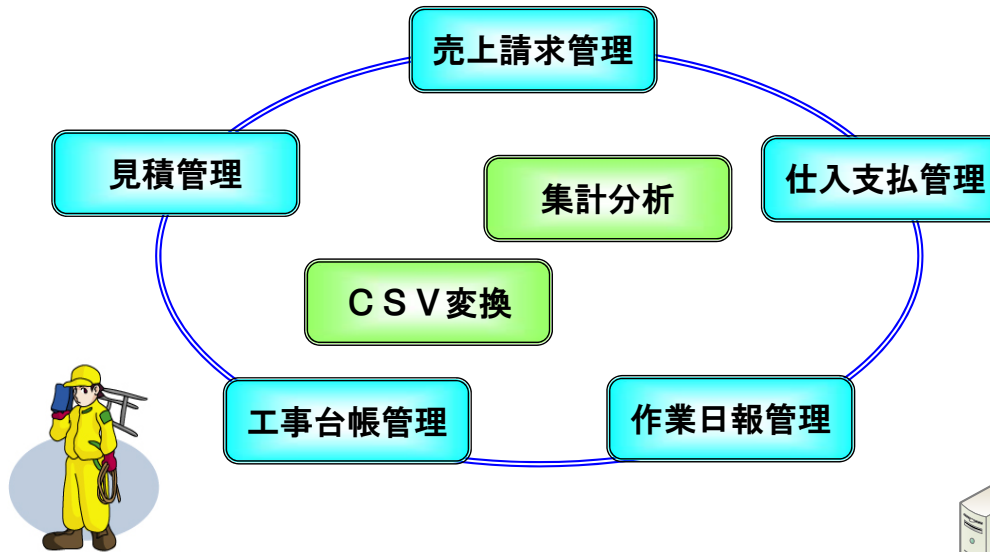 売上請求管理
見積管理
仕入支払管理
集計分析
ＣＳＶ変換
工事台帳管理
作業日報管理